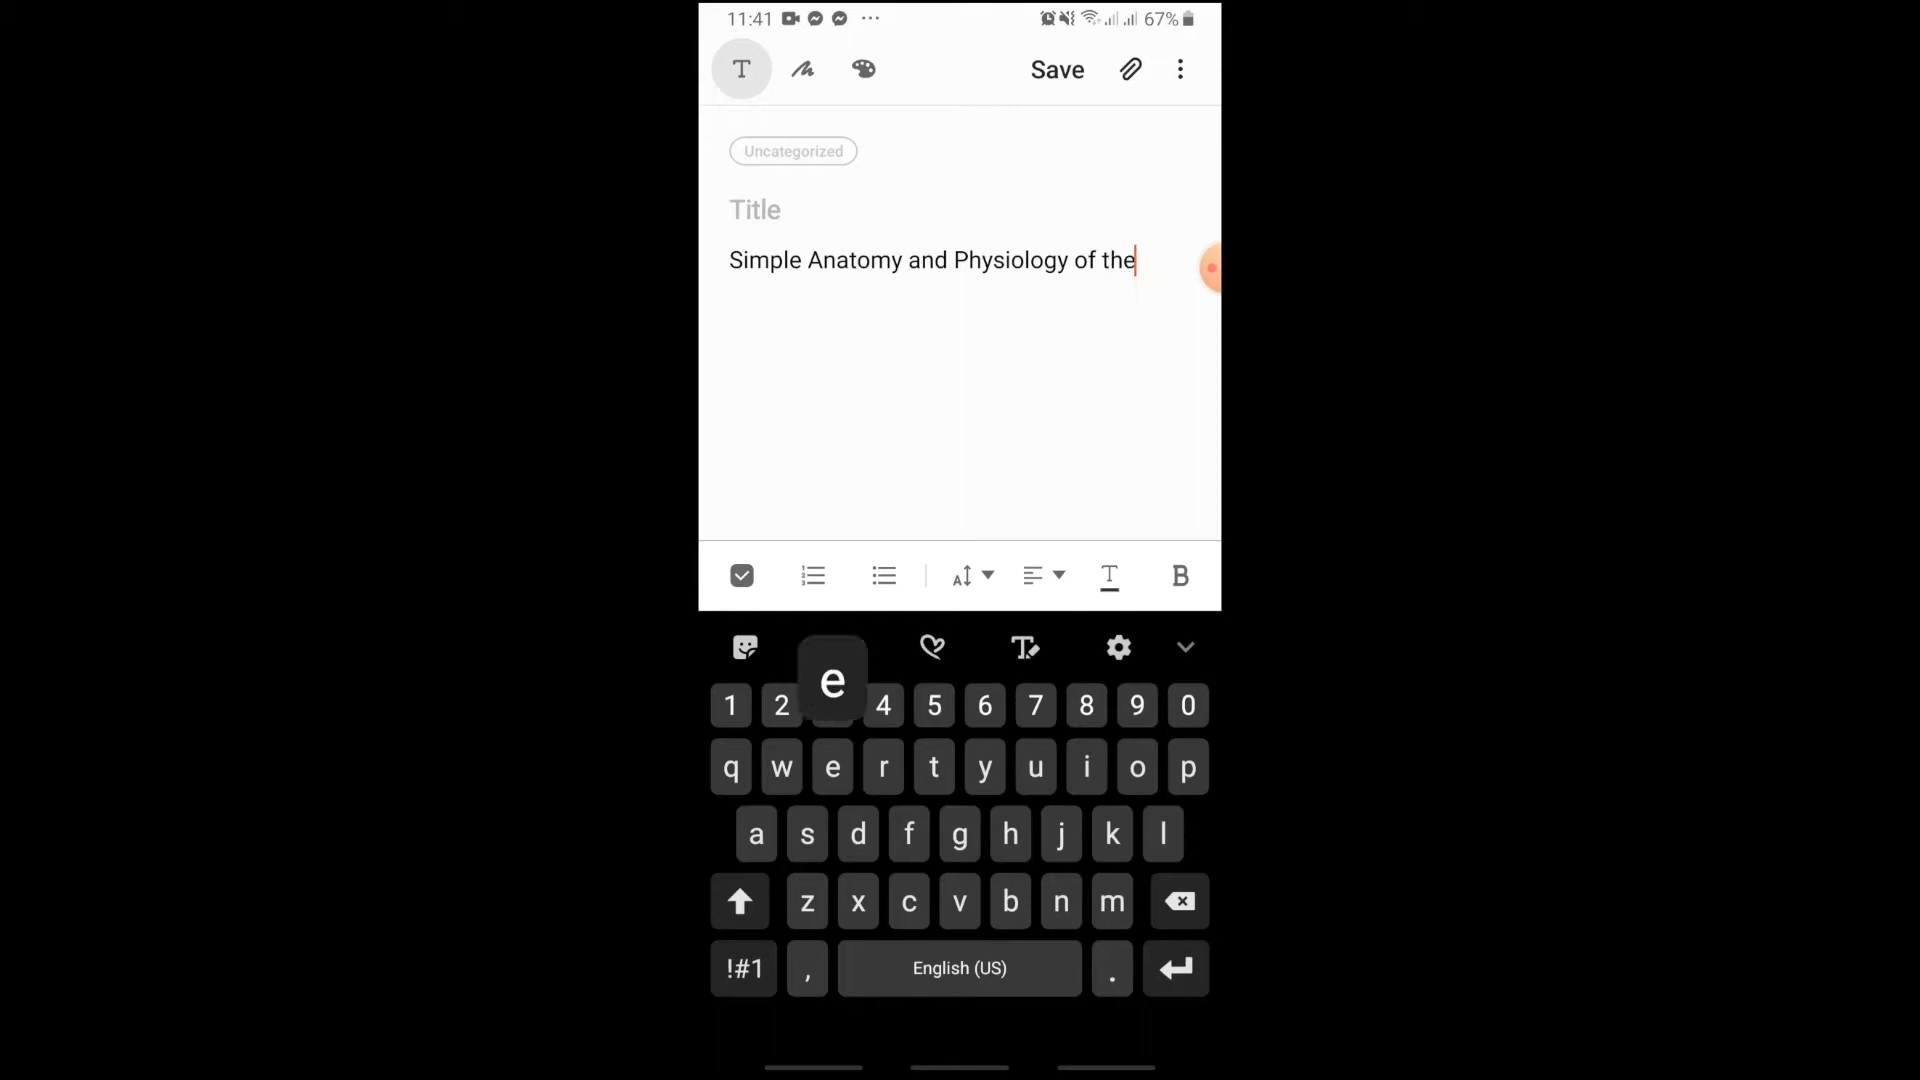 11:41 67%
T Save
Uncategorized
Title
Simple Anatomy and Physiology of the
A T B
T
e
1 2 4 5 6 7 8 9 0
q w e r t y u i o p
a s d f g h j k l
z x c v b n m
!#1 , English (US) .